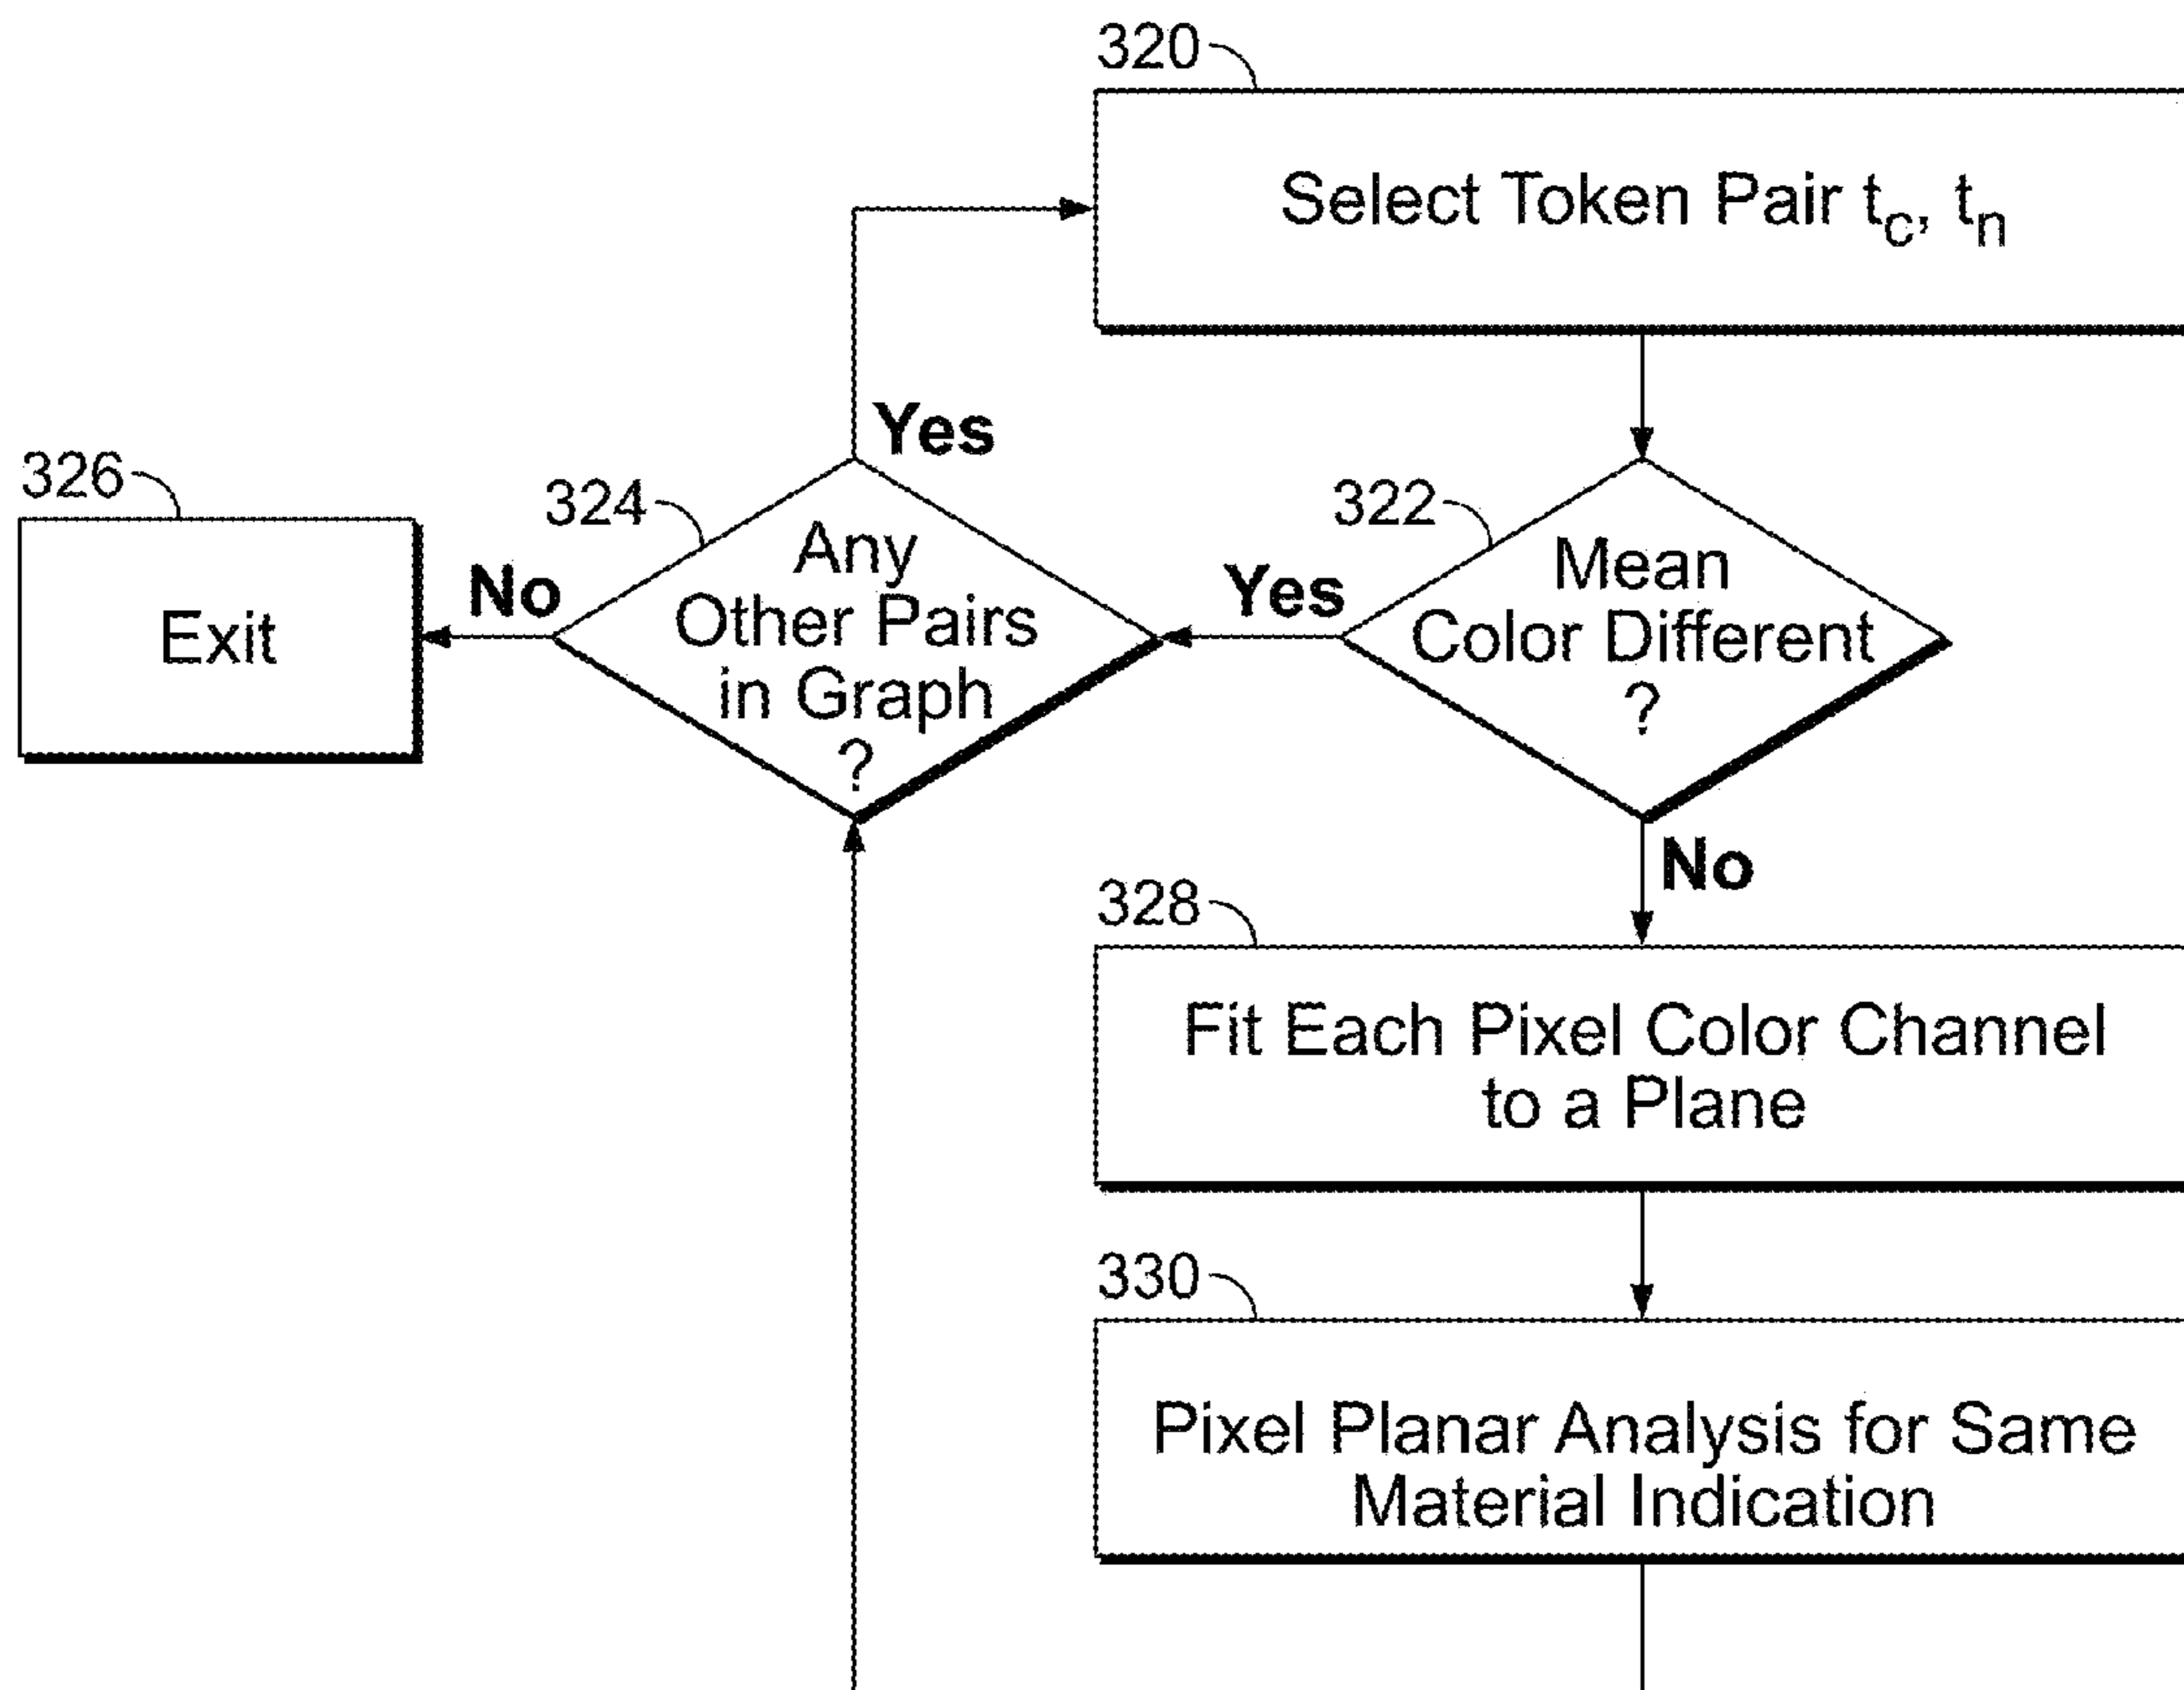 320
Select Token Pair tc, tn
Yes
326
324
322
Exit
No
Any
Other Pairs
in Graph
?
Yes
Mean
Color Different
?
No
328
Fit Each Pixel Color Channel
to a Plane
330
Pixel Planar Analysis for Same
Material Indication